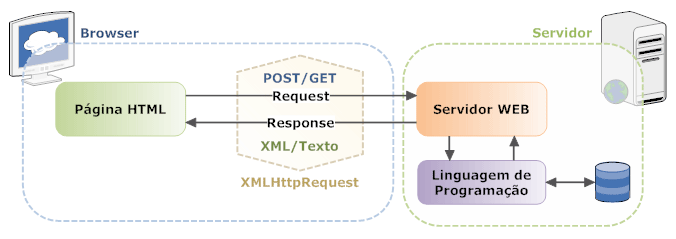 Browser
Servidor
POST/GET
Request
Página HTML
Servidor WEB
Response
XML/Texto
XMLHttpRequest
Linguagem de
Programação